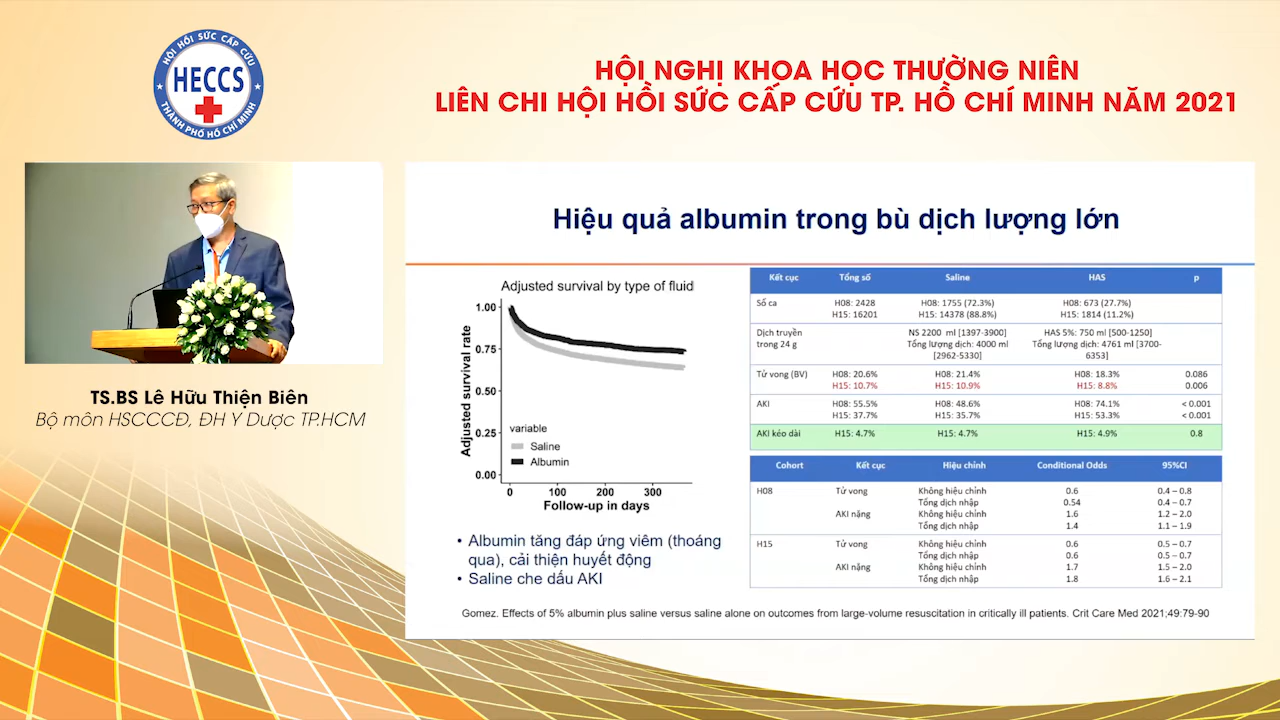 HỘI HỒI SỨC CẤP CỨU
HECCS
THÀNH PHỐ HỒ CHÍ MINH
HỘI NGHỊ KHOA HỌC THƯỜNG NIÊN
LIÊN CHI HỘI HỒI SỨC CẤP CỨU TP. HỒ CHÍ MINH NĂM 2021
TS.BS Lê Hữu Thiện Biên
Bộ môn HSCCCĐ, ĐH Y Dược TP.HCM
Hiệu quả albumin trong bù dịch lượng lớn
Adjusted survival by type of fluid
Adjusted survival rate
1.00
0.75
0.50
0.25
0.00
variable
Saline
Albumin
0 100 200 300
Follow-up in days
• Albumin tăng đáp ứng viêm (thoáng
qua), cải thiện huyết động
• Saline che dấu AKI
Kết cục Tổng số Saline HAS p
Số ca H08: 2428 H08: 1755 (72.3%) H08: 673 (27.7%)
H15: 16201 H15: 14378 (88.8%) H15: 1814 (11.2%)
Dịch truyền NS 2200 ml [1397-3900] HAS 5%: 750 ml [500-1250]
trong 24 g Tổng lượng dịch: 4000 ml Tổng lượng dịch: 4761 ml [3700-
[2962-5330] 6353]
Tử vong (BV) H08: 20.6% H08: 21.4% H08: 18.3% 0.086
H15: 10.7% H15: 10.9% H15: 8.8% 0.006
AKI H08: 55.5% H08: 48.6% H08: 74.1% < 0.001
H15: 37.7% H15: 35.7% H15: 53.3% < 0.001
AKI kéo dài H15: 4.7% H15: 4.7% H15: 4.9% 0.8
Cohort Kết cục Hiệu chỉnh Conditional Odds 95%CI
H08 Tử vong Không hiệu chỉnh 0.6 0.4 – 0.8
Tổng dịch nhập 0.54 0.4 – 0.7
AKI nặng Không hiệu chỉnh 1.6 1.2 – 2.0
Tổng dịch nhập 1.4 1.1 – 1.9
H15 Tử vong Không hiệu chỉnh 0.6 0.5 – 0.7
Tổng dịch nhập 0.6 0.5 – 0.7
AKI nặng Không hiệu chỉnh 1.7 1.5 – 2.0
Tổng dịch nhập 1.8 1.6 – 2.1
Gomez. Effects of 5% albumin plus saline versus saline alone on outcomes from large-volume resuscitation in critically ill patients. Crit Care Med 2021;49:79-90